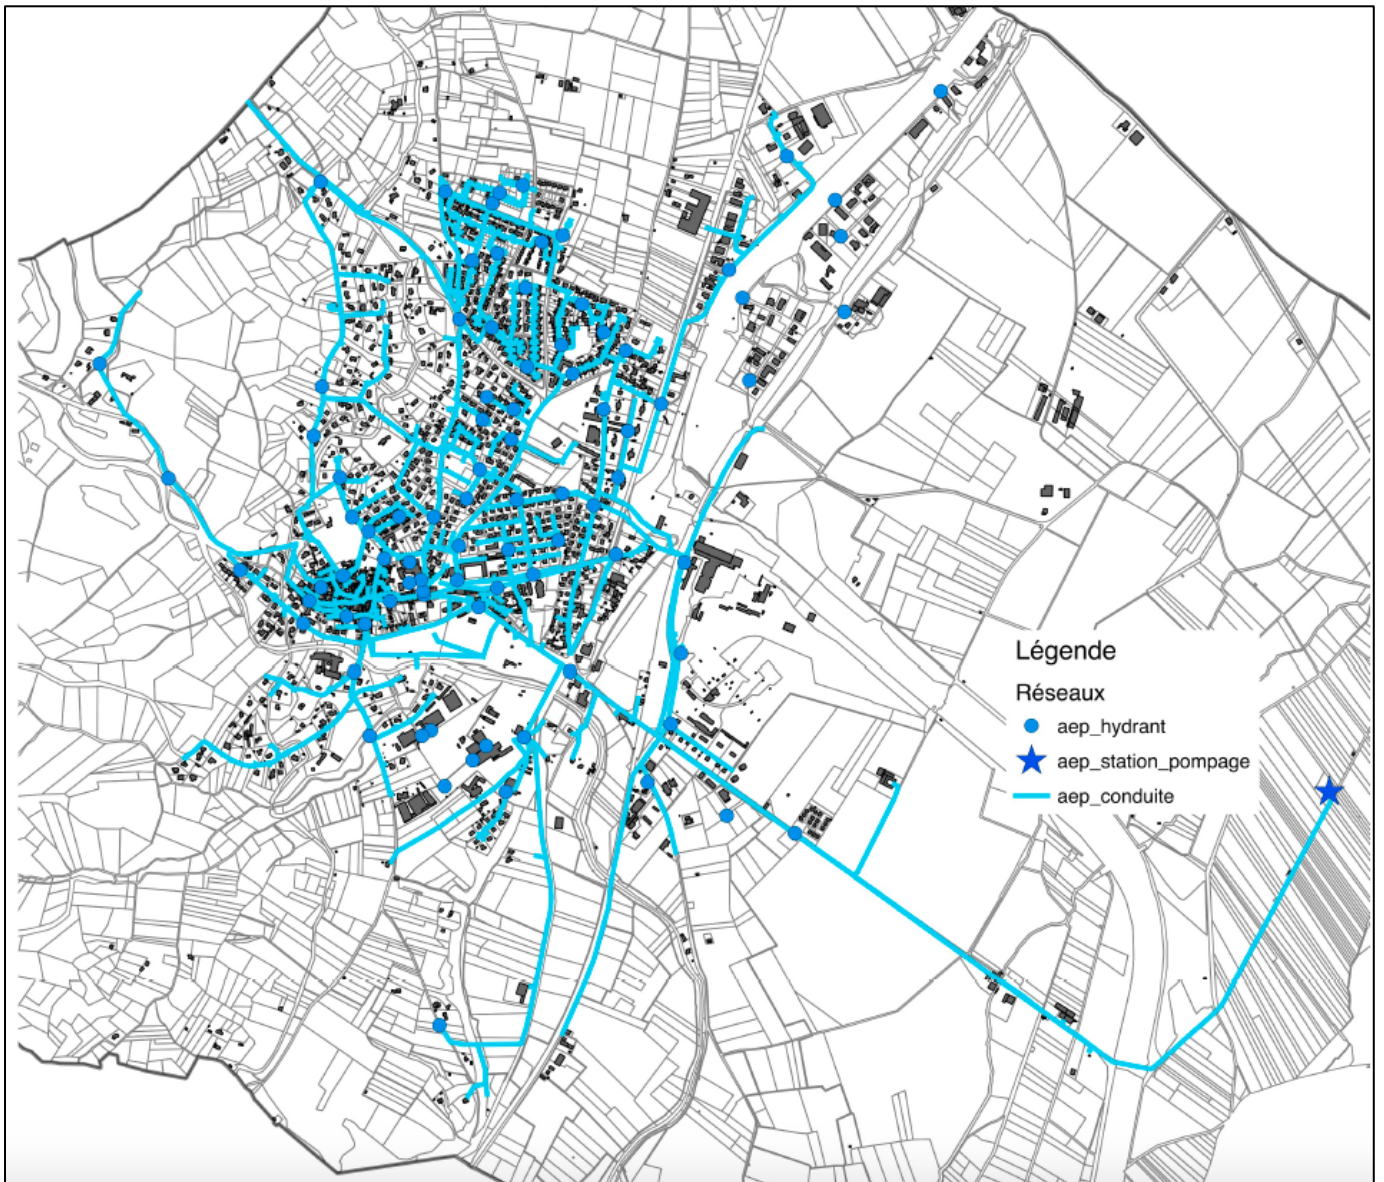 Légende
Réseaux
aep_hydrant
aep_station_pompage
aep_conduite